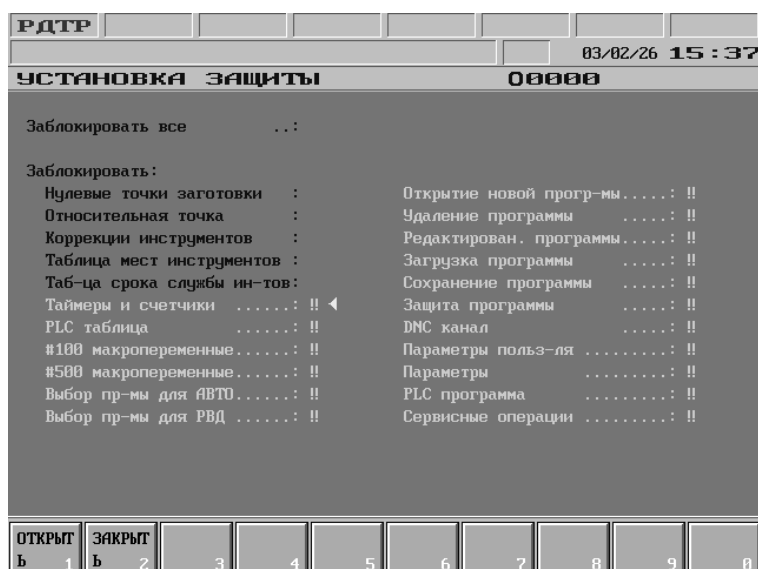 РДТР
03/02/26 15:37
УСТАНОВКА ЗАЩИТЫ O0000
Заблокировать все ..:
Заблокировать:
Нулевые точки заготовки :
Относительная точка :
Коррекции инструментов :
Таблица мест инструментов :
Таб-ца срока службы ин-тов:
Таймеры и счетчики ......: !!
PLC таблица ......: !!
#100 макропеременные......: !!
#500 макропеременные......: !!
Выбор пр-мы для АВТО......: !!
Выбор пр-мы для РВД ......: !!
Открытие новой прогр-мы.....: !!
Удаление программы .....: !!
Редактирован. программы.....: !!
Загрузка программы .....: !!
Сохранение программы .....: !!
Защита программы .....: !!
DNC канал .....: !!
Параметры польз-ля .........: !!
Параметры .........: !!
PLC программа .........: !!
Сервисные операции .........: !!
ОТКРЫТ ЗАКРЫТ
Ь 1 Ь 2 3 4 5 6 7 8 9 0